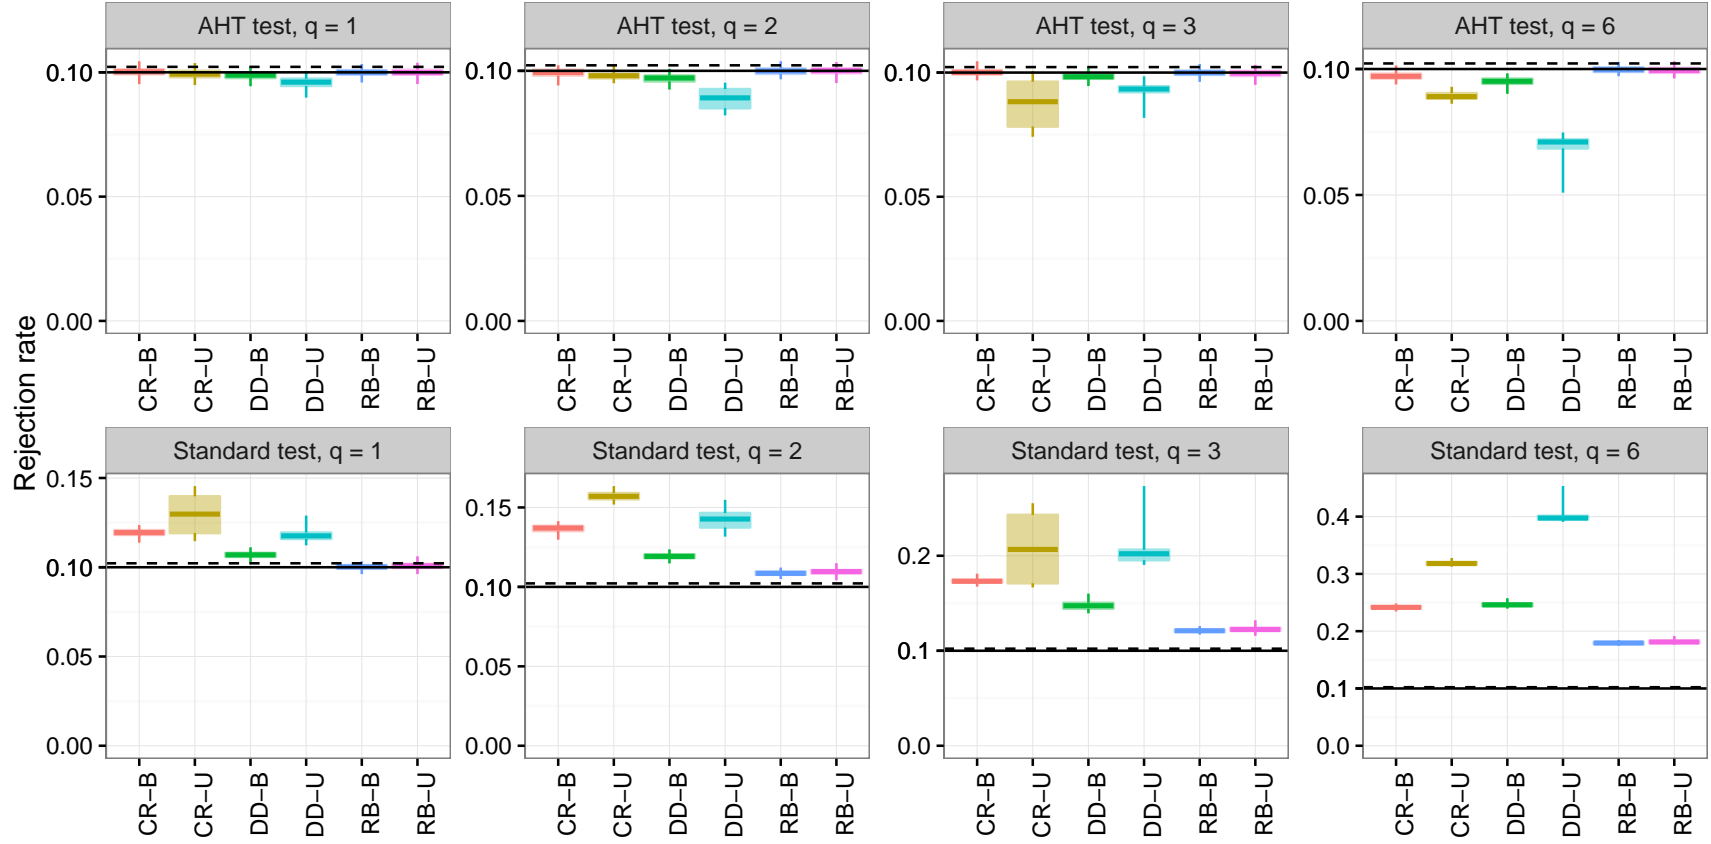 Rejection rate
AHT test, q = 1
0.10
0.05
0.00
CR−B CR−U DD−B DD−U RB−B RB−U
AHT test, q = 2
0.10
0.05
0.00
CR−B CR−U DD−B DD−U RB−B RB−U
AHT test, q = 3
0.10
0.05
0.00
CR−B CR−U DD−B DD−U RB−B RB−U
AHT test, q = 6
0.10
0.05
0.00
CR−B CR−U DD−B DD−U RB−B RB−U
Standard test, q = 1
0.15
0.10
0.05
0.00
CR−B CR−U DD−B DD−U RB−B RB−U
Standard test, q = 2
0.15
0.10
0.05
0.00
CR−B CR−U DD−B DD−U RB−B RB−U
Standard test, q = 3
0.2
0.1
0.0
CR−B CR−U DD−B DD−U RB−B RB−U
Standard test, q = 6
0.4
0.3
0.2
0.1
0.0
CR−B CR−U DD−B DD−U RB−B RB−U